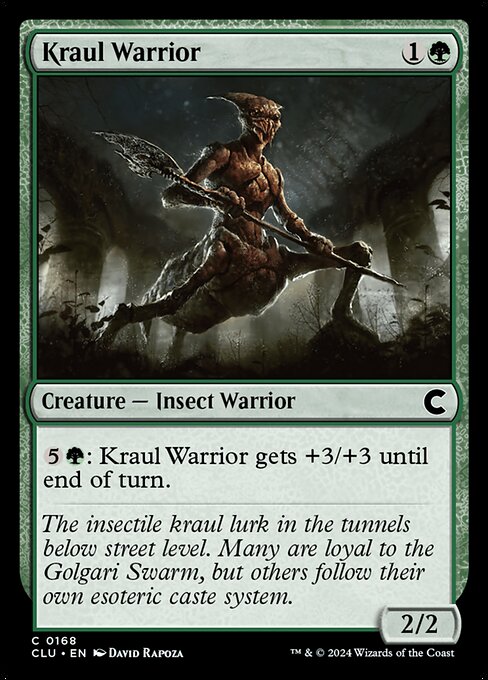 Kraul Warrior 1
Creature — Insect Warrior
5: Kraul Warrior gets +3/+3 until
end of turn.
The insectile kraul lurk in the tunnels
below street level. Many are loyal to the
Golgari Swarm, but others follow their
own esoteric caste system.
2/2
C 0168
CLU • EN David Rapoza
™ & © 2024 Wizards of the Coast